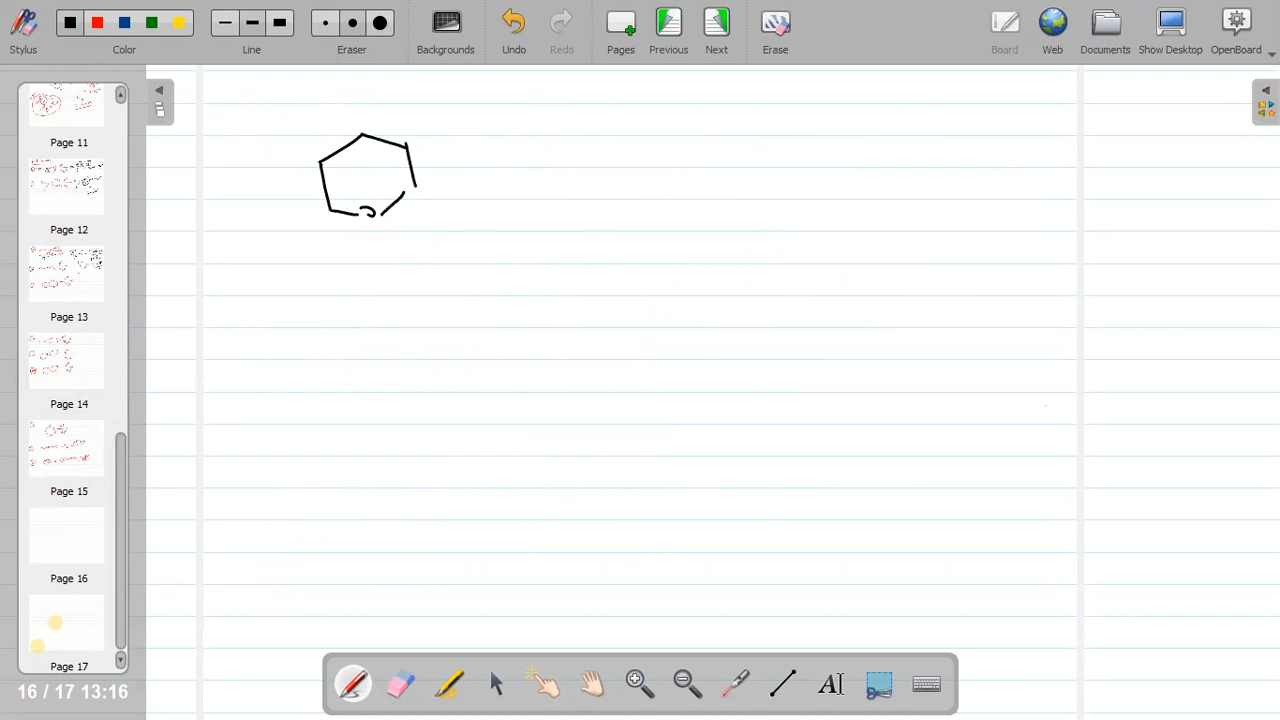 Stylus Color Line Eraser Backgrounds Undo Redo Pages Previous Next Erase Board Web Documents Show Desktop OpenBoard
Page 11
Page 12
Page 13
Page 14
Page 15
Page 16
Page 17
16 / 17 13:16